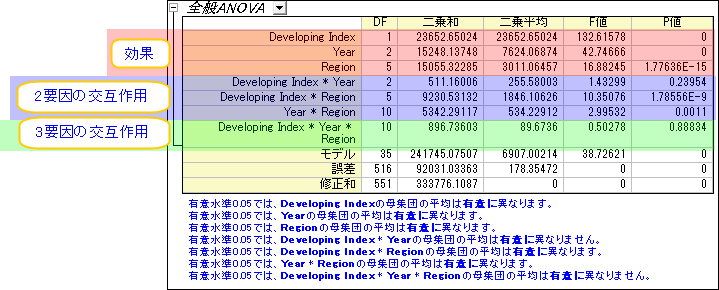 全般ANOVA
DF 二乗和 二乗平均 F値 P値
Developing Index 1 23652.65024 23652.65024 132.61578 0
効果
Year 2 15248.13748 7624.06874 42.74666 0
Region 5 15055.32285 3011.06457 16.88245 1.77636E-15
Developing Index * Year 2 511.16006 255.58003 1.43299 0.23954
2要因の交互作用
Developing Index * Region 5 9230.53132 1846.10626 10.35076 1.78556E-9
Year * Region 10 5342.29117 534.22912 2.99532 0.0011
3要因の交互作用
Developing Index * Year * 10 896.73603 89.6736 0.50278 0.88834
Region
モデル 35 241745.07507 6907.00214 38.72621 0
誤差 516 92031.03363 178.35472 0 0
修正和 551 333776.1087 0 0 0
有意水準0.05では、Developing Indexの母集団の平均は有意に異なります。
有意水準0.05では、Yearの母集団の平均は有意に異なります。
有意水準0.05では、Regionの母集団の平均は有意に異なります。
有意水準0.05では、Developing Index * Yearの母集団の平均は有意に異なりません。
有意水準0.05では、Developing Index * Regionの母集団の平均は有意に異なります。
有意水準0.05では、Year * Regionの母集団の平均は有意に異なります。
有意水準0.05では、Developing Index * Year * Regionの母集団の平均は有意に異なりません。